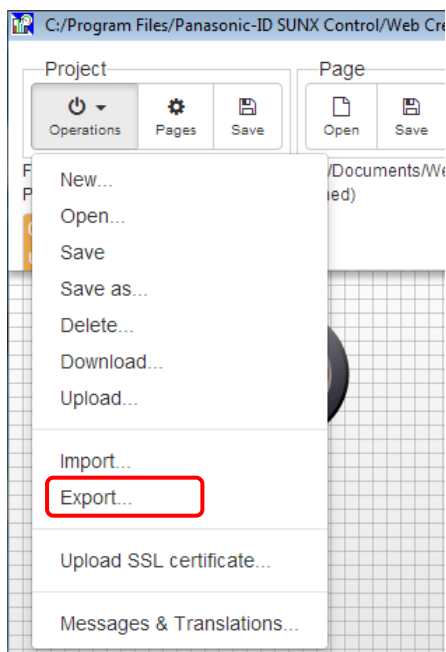 C:/Program Files/Panasonic-ID SUNX Control/Web Cre
Project
Page
Operations
Pages
Save
Open
Save
/Documents/We
ed)
New...
Open...
Save
Save as...
Delete...
Download...
Upload...
Import...
Export...
Upload SSL certificate...
Messages & Translations...